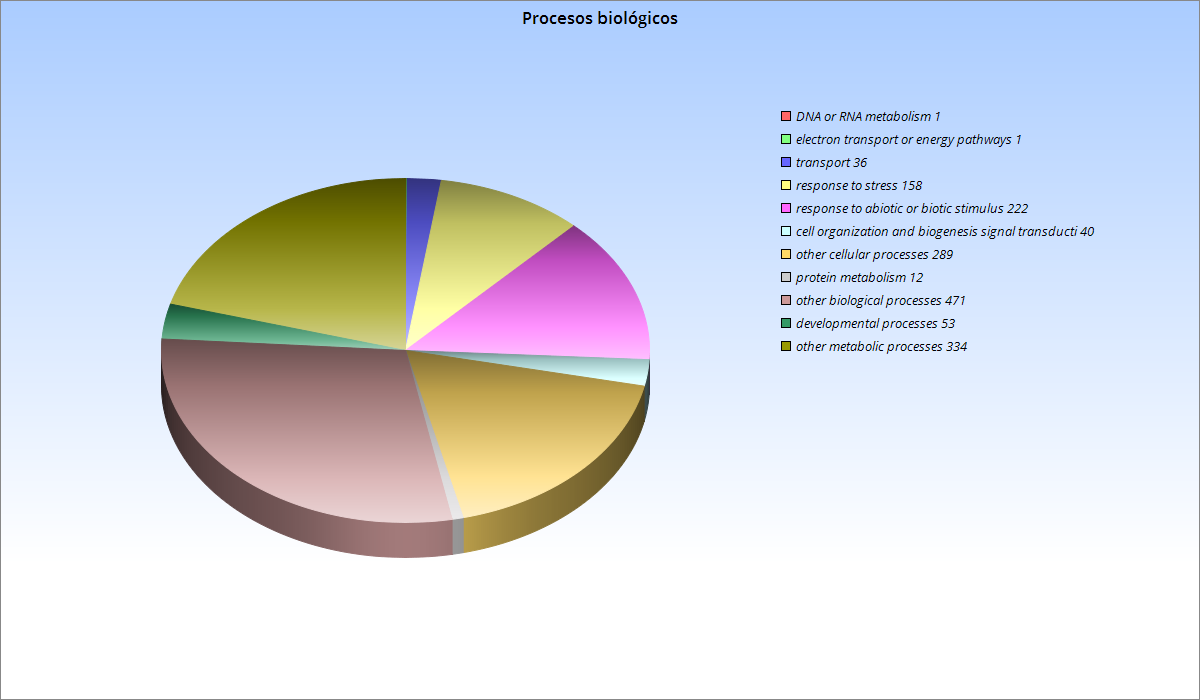 Procesos biológicos
DNA or RNA metabolism 1
electron transport or energy pathways 1
transport 36
response to stress 158
response to abiotic or biotic stimulus 222
cell organization and biogenesis signal transducti 40
other cellular processes 289
protein metabolism 12
other biological processes 471
developmental processes 53
other metabolic processes 334